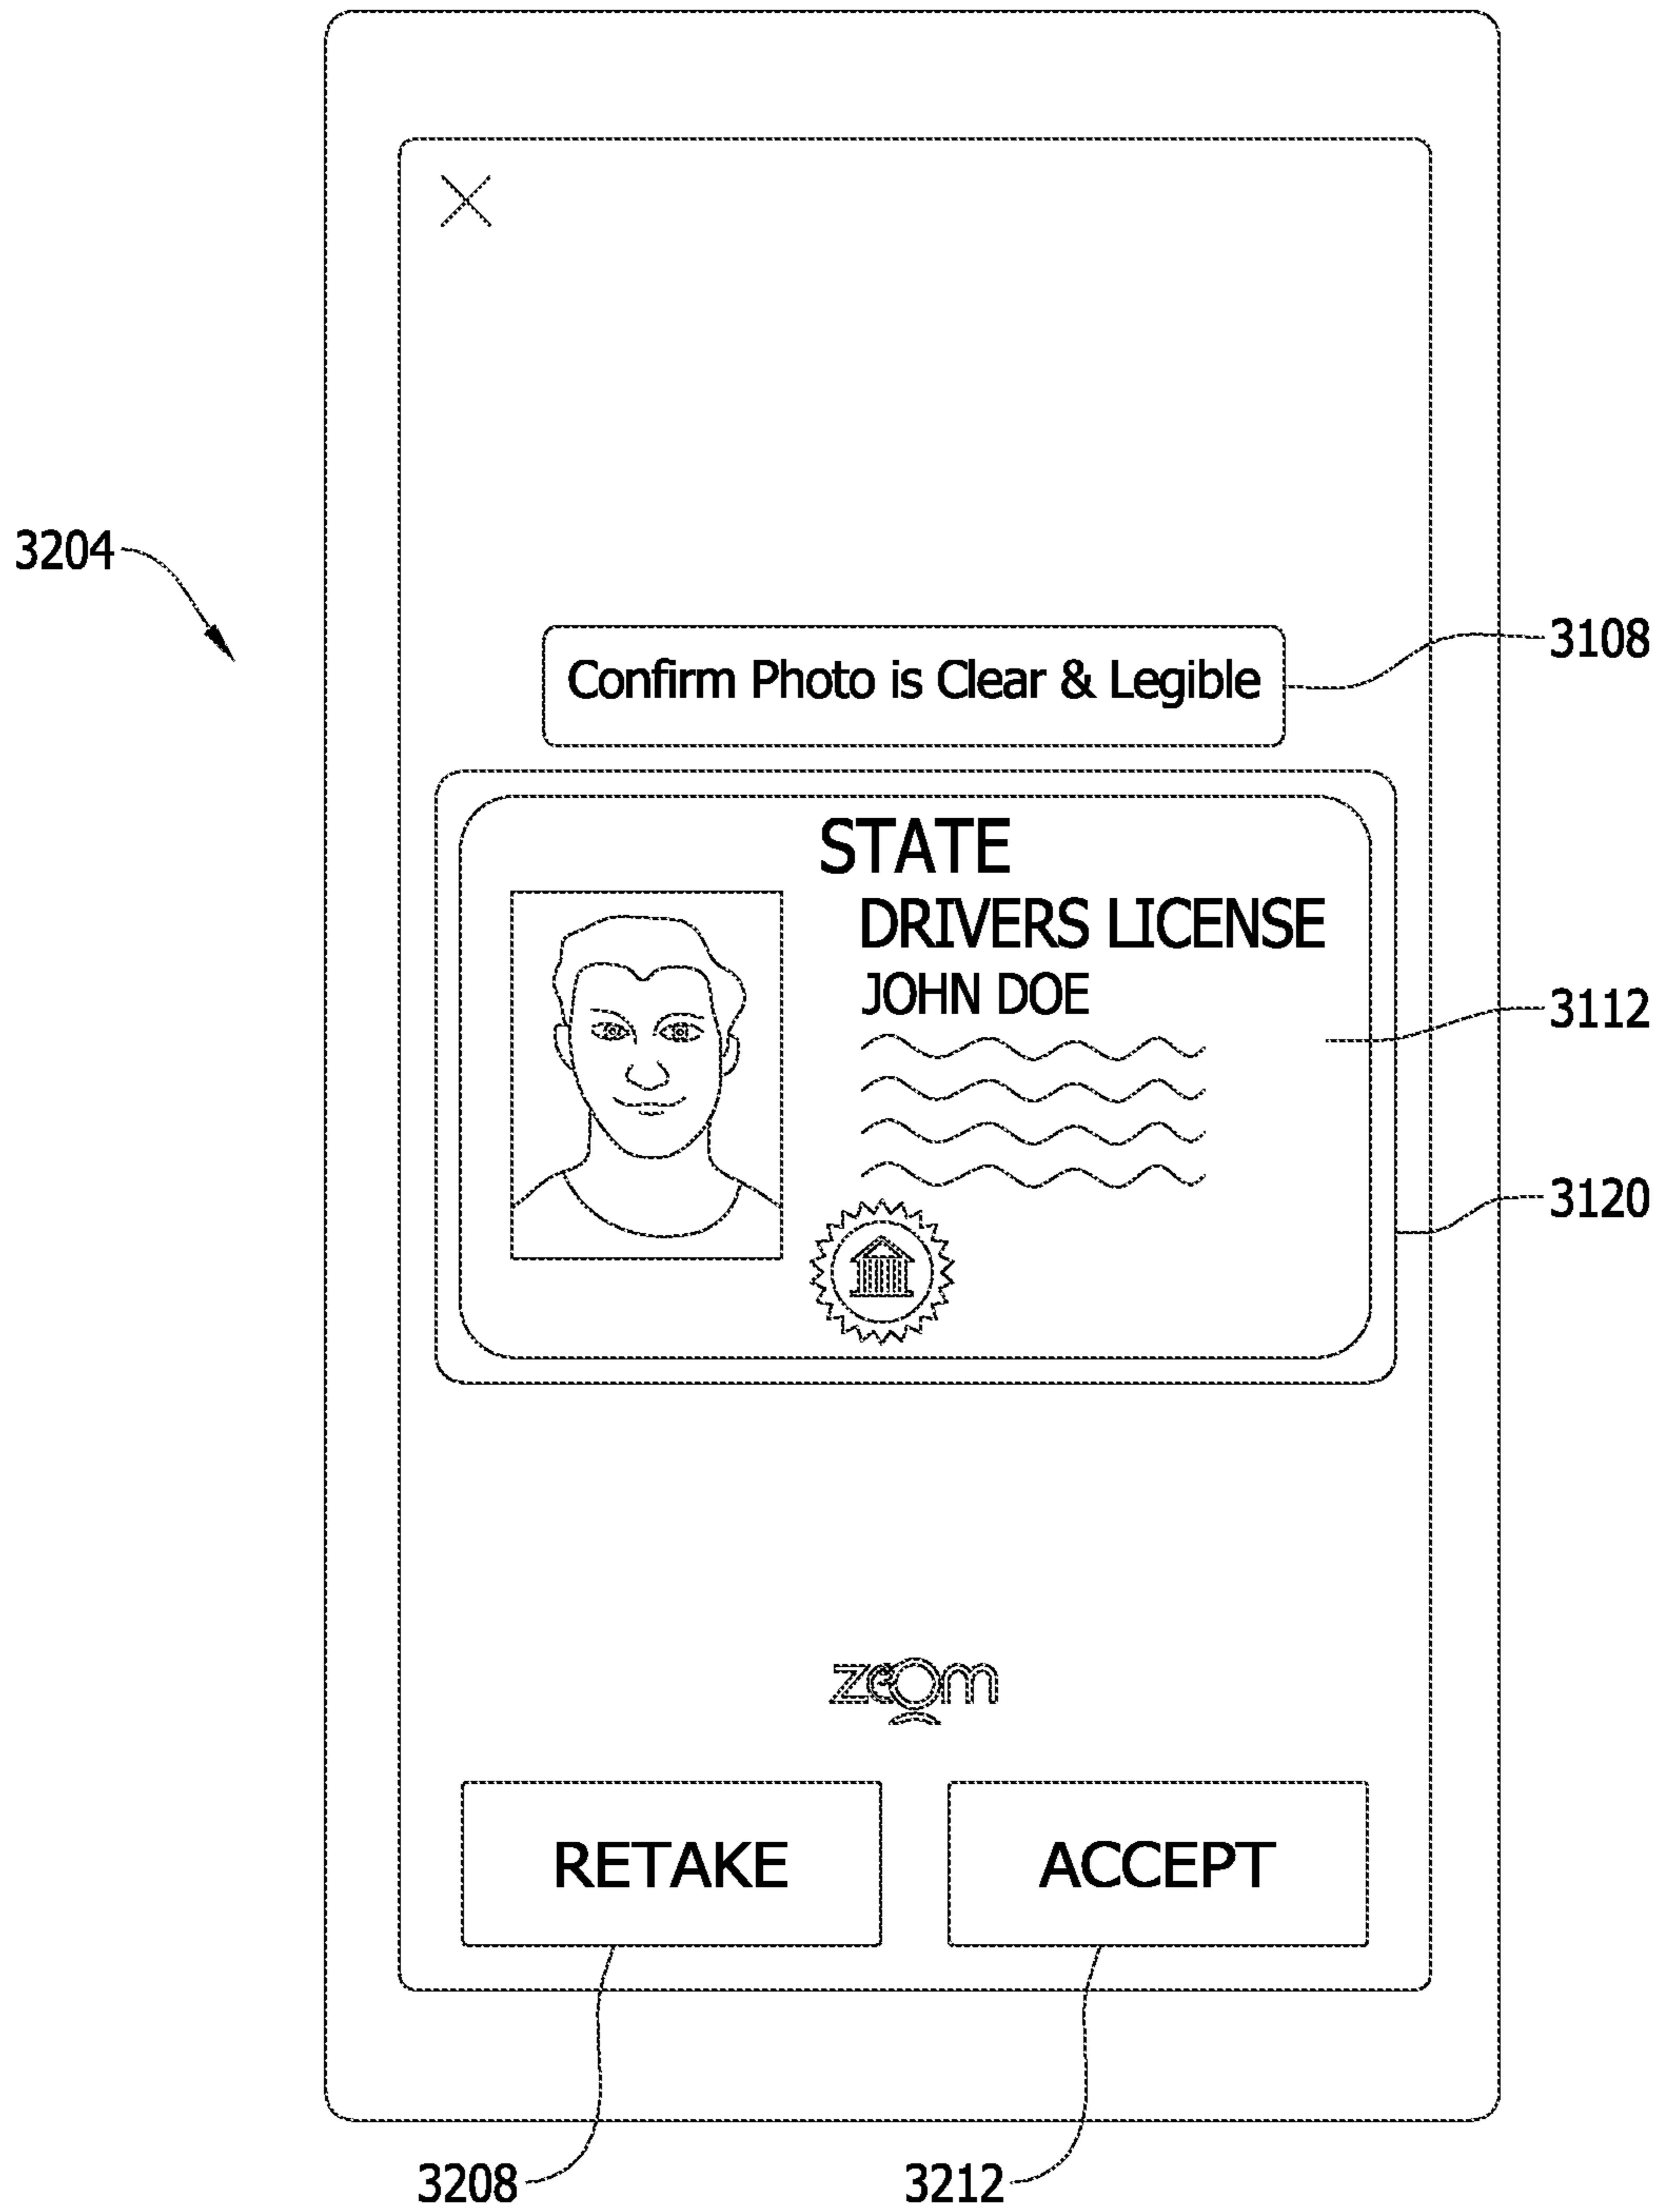 3204
Confirm Photo is Clear & Legible
3108
STATE
DRIVERS LICENSE
JOHN DOE
3112
3120
zoom
RETAKE
ACCEPT
3208
3212